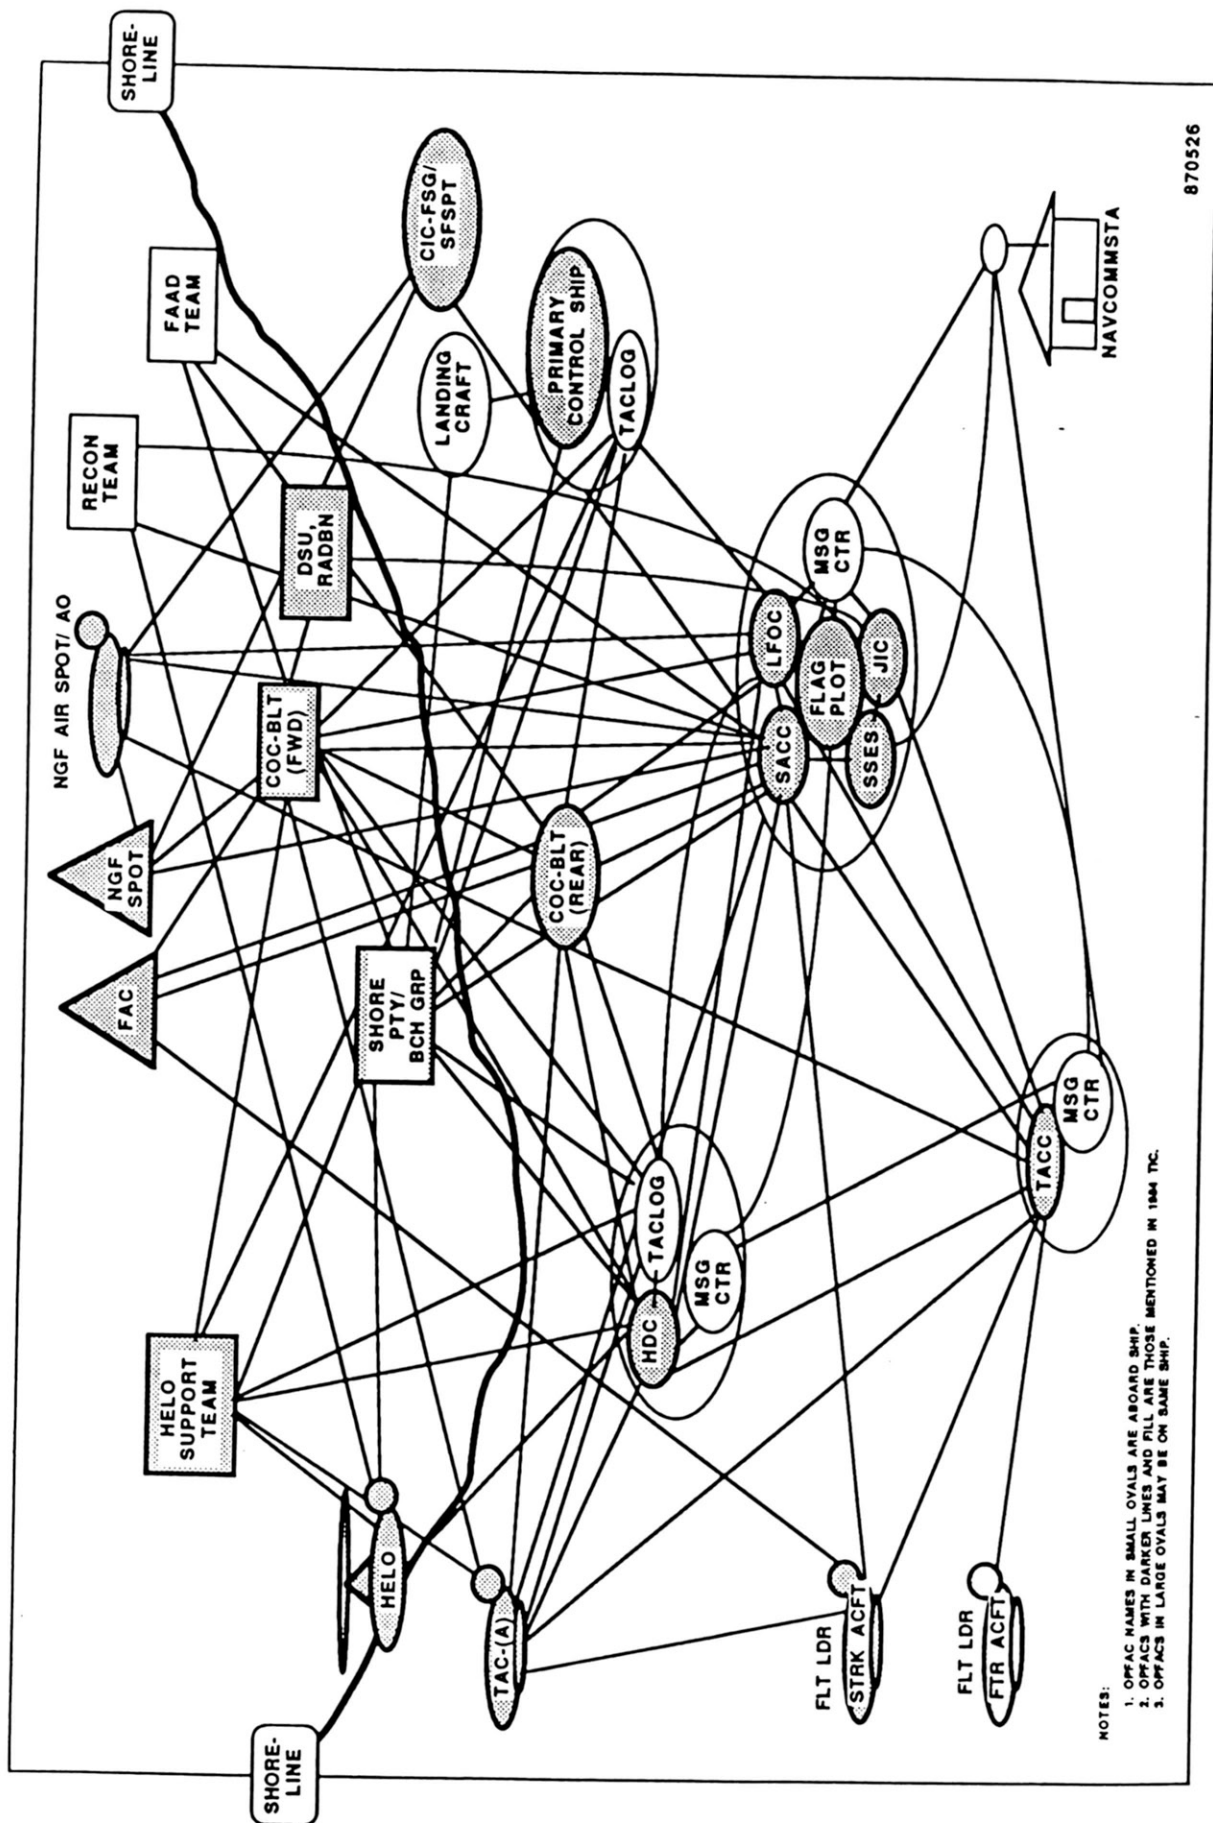 SHORE-
LINE
HELO
SUPPORT
TEAM
FAC
NGF
SPOT
NGF AIR SPOT/ AO
RECON
TEAM
FAAD
TEAM
SHORE-
LINE
HELO
SHORE
PTY/
BCH GRP
COC-BLT
(FWD)
DSU,
RADBN
CIC-FSG/
SFSPT
TAC-(A)
COC-BLT
(REAR)
LANDING
CRAFT
PRIMARY
CONTROL SHIP
TACLOG
HDC
TACLOG
MSG
CTR
SACC
LFOC
FLAG
PLOT
SSES
JIC
MSG
CTR
FLT LDR
STRK ACFT
FLT LDR
FTR ACFT
TACC
MSG
CTR
NAVCOMMSTA
NOTES:
1. OPFAC NAMES IN SMALL OVALS ARE ABOARD SHIP.
2. OPFACS WITH DARKER LINES AND FILL ARE THOSE MENTIONED IN 1984 TIC.
3. OPFACS IN LARGE OVALS MAY BE ON SAME SHIP.
870526